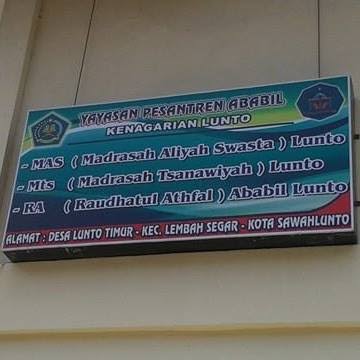 YAYASAN PESANTREN ABABIL
KENAGARIAN LUNTO
- MAS ( Madrasah Aliyah Swasta ) Lunto
- Mts ( Madrasah Tsanawiyah ) Lunto
- RA ( Raudhatul Athfal ) Ababil Lunto
ALAMAT : DESA LUNTO TIMUR - KEC. LEMBAH SEGAR - KOTA SAWAHLUNTO